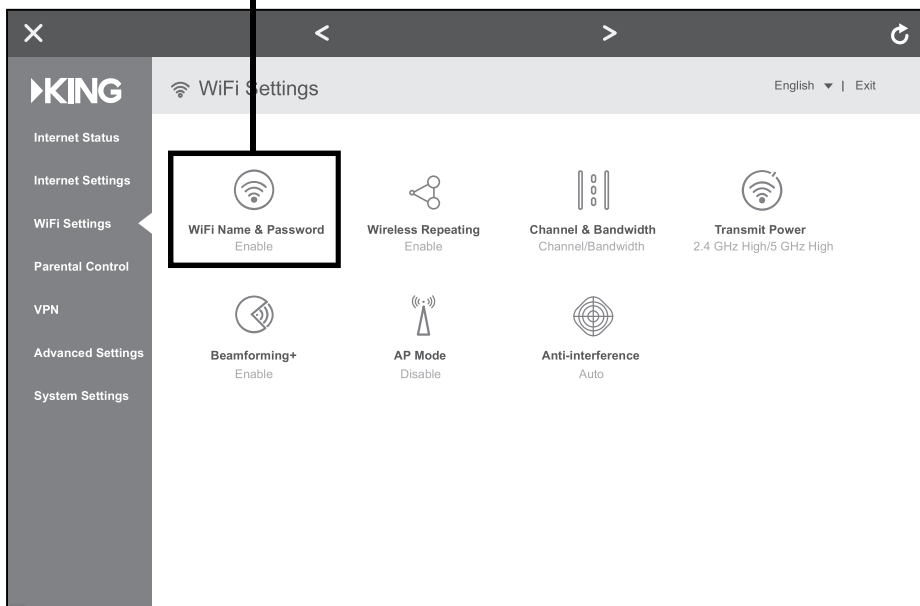 KING
WiFi Settings
English | Exit
Internet Status
Internet Settings
WiFi Settings
Parental Control
VPN
Advanced Settings
System Settings
WiFi Name & Password
Enable
Wireless Repeating
Enable
Channel & Bandwidth
Channel/Bandwidth
Transmit Power
2.4 GHz High/5 GHz High
Beamforming+
Enable
AP Mode
Disable
Anti-interference
Auto